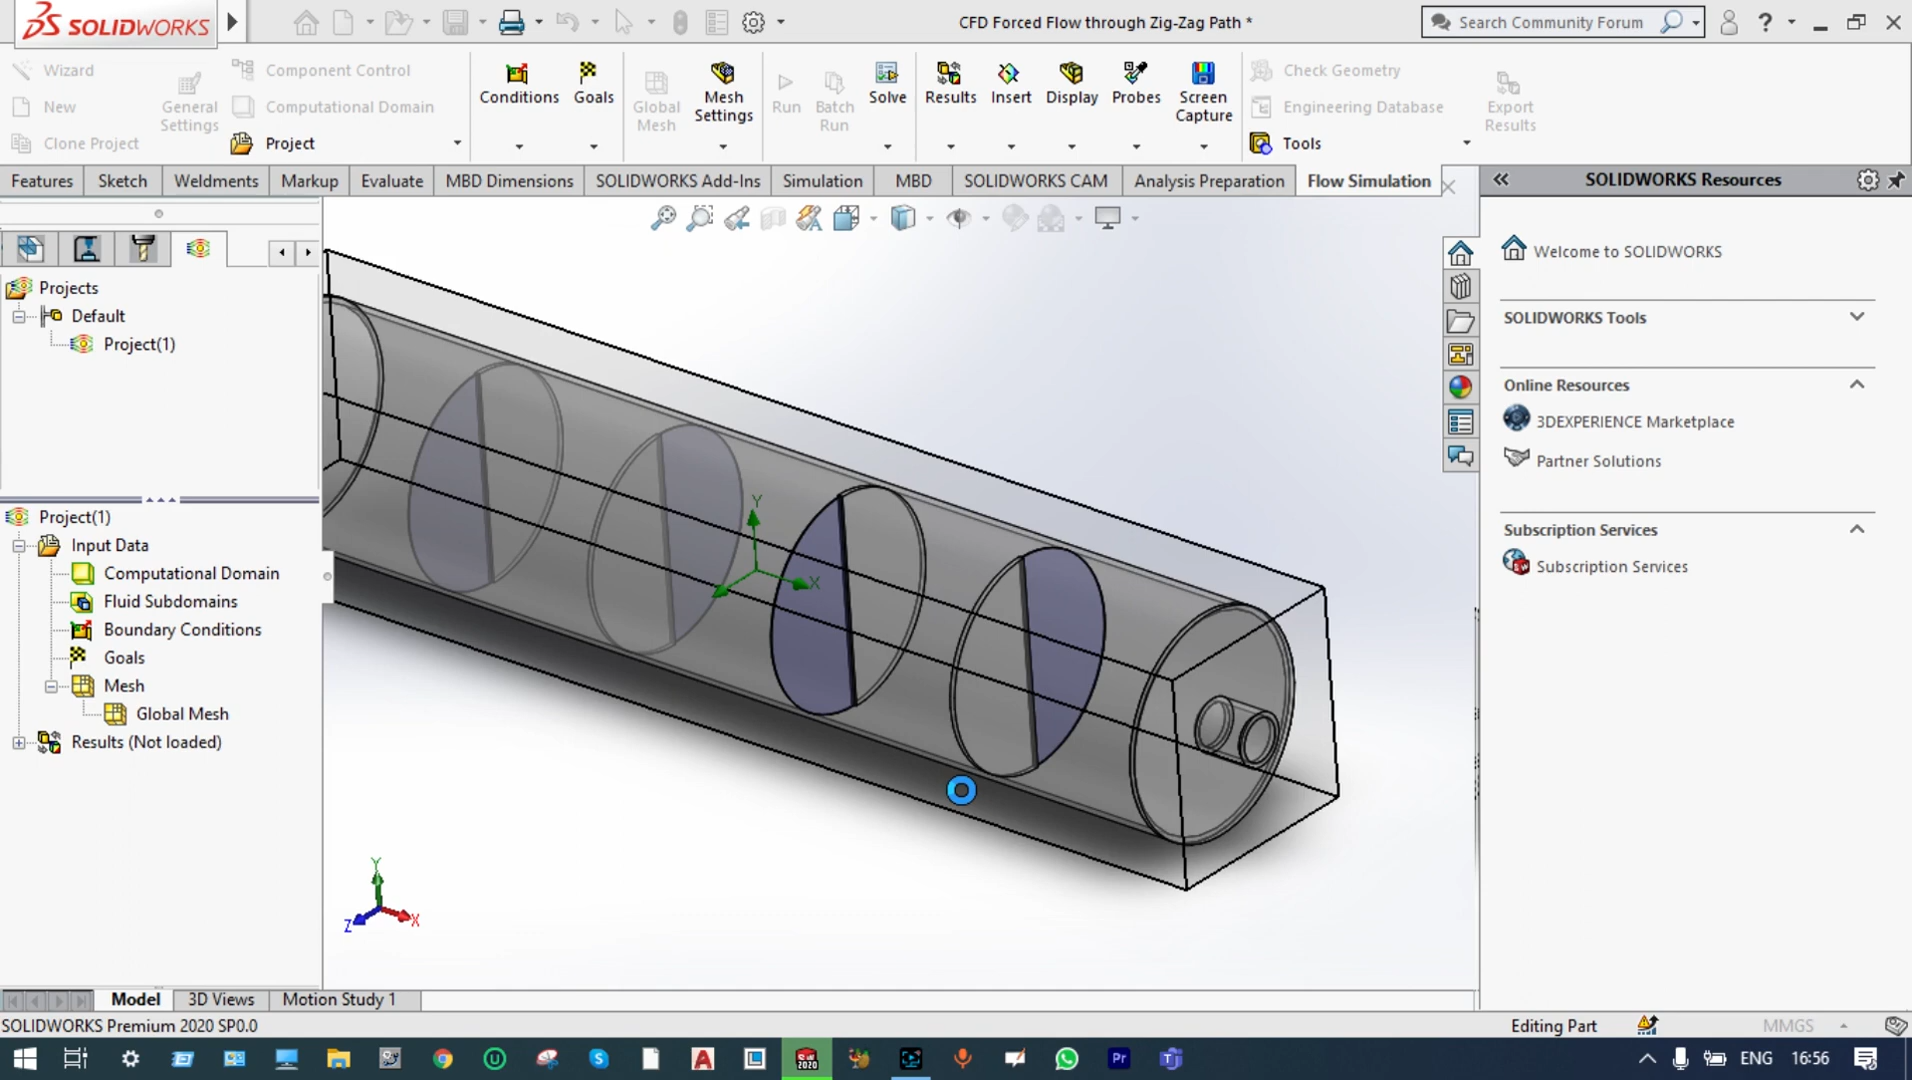 SOLIDWORKS
CFD Forced Flow through Zig-Zag Path *
Search Community Forum
?
Wizard
New
Clone Project
General Settings
Component Control
Computational Domain
Project
Conditions
Goals
Global Mesh
Mesh Settings
Run
Batch Run
Solve
Results
Insert
Display
Probes
Screen Capture
Check Geometry
Engineering Database
Tools
Export Results
Features
Sketch
Weldments
Markup
Evaluate
MBD Dimensions
SOLIDWORKS Add-Ins
Simulation
MBD
SOLIDWORKS CAM
Analysis Preparation
Flow Simulation
SOLIDWORKS Resources
Projects
Default
Project(1)
Project(1)
Input Data
Computational Domain
Fluid Subdomains
Boundary Conditions
Goals
Mesh
Global Mesh
Results (Not loaded)
Y
X
Y
Z
X
Welcome to SOLIDWORKS
SOLIDWORKS Tools
Online Resources
3DEXPERIENCE Marketplace
Partner Solutions
Subscription Services
Subscription Services
Model
3D Views
Motion Study 1
SOLIDWORKS Premium 2020 SP0.0
Editing Part
MMGS
ENG
16:56